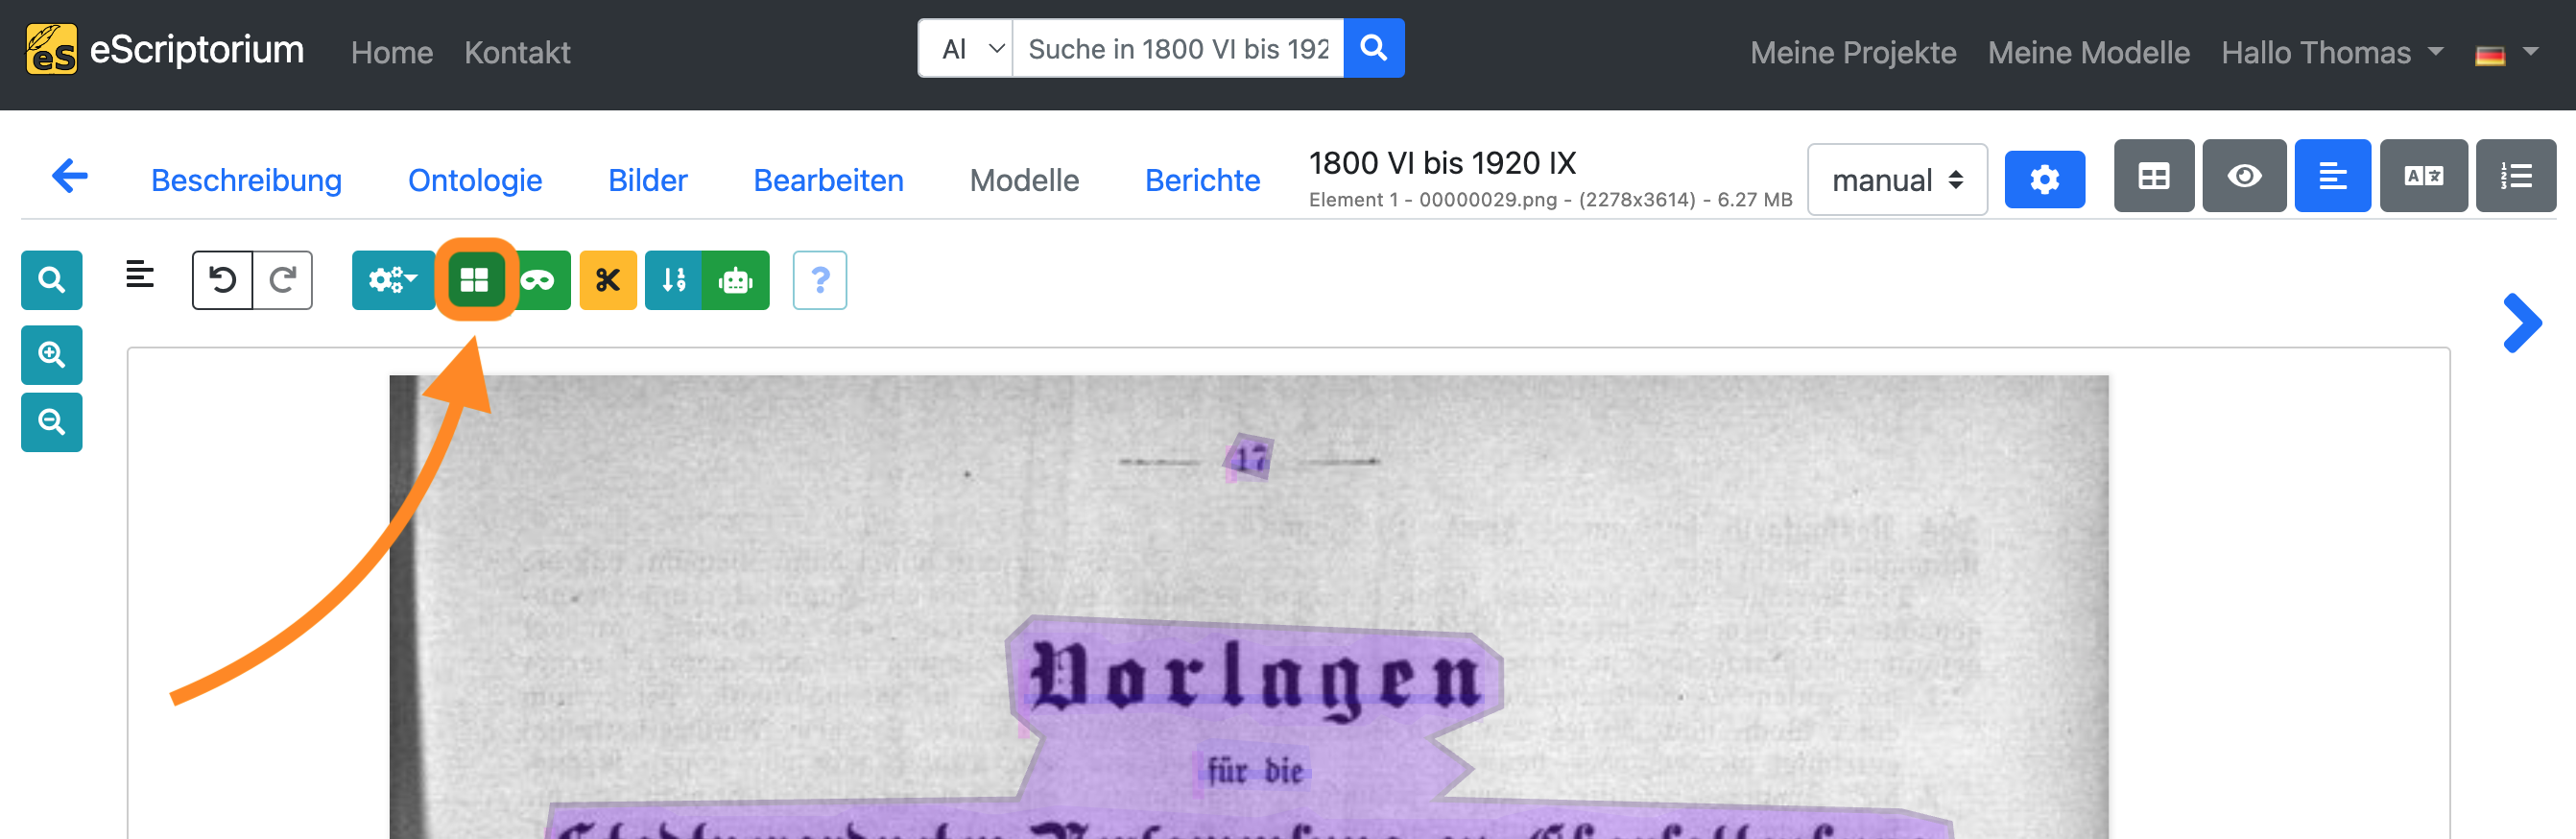 es eScriptorium Home Kontakt Al Suche in 1800 VI bis 192 Meine Projekte Meine Modelle Hallo Thomas
Beschreibung Ontologie Bilder Bearbeiten Modelle Berichte 1800 VI bis 1920 IX manual
Element 1 - 00000029.png - (2278x3614) - 6.27 MB
?
17
Vorlagen
für die